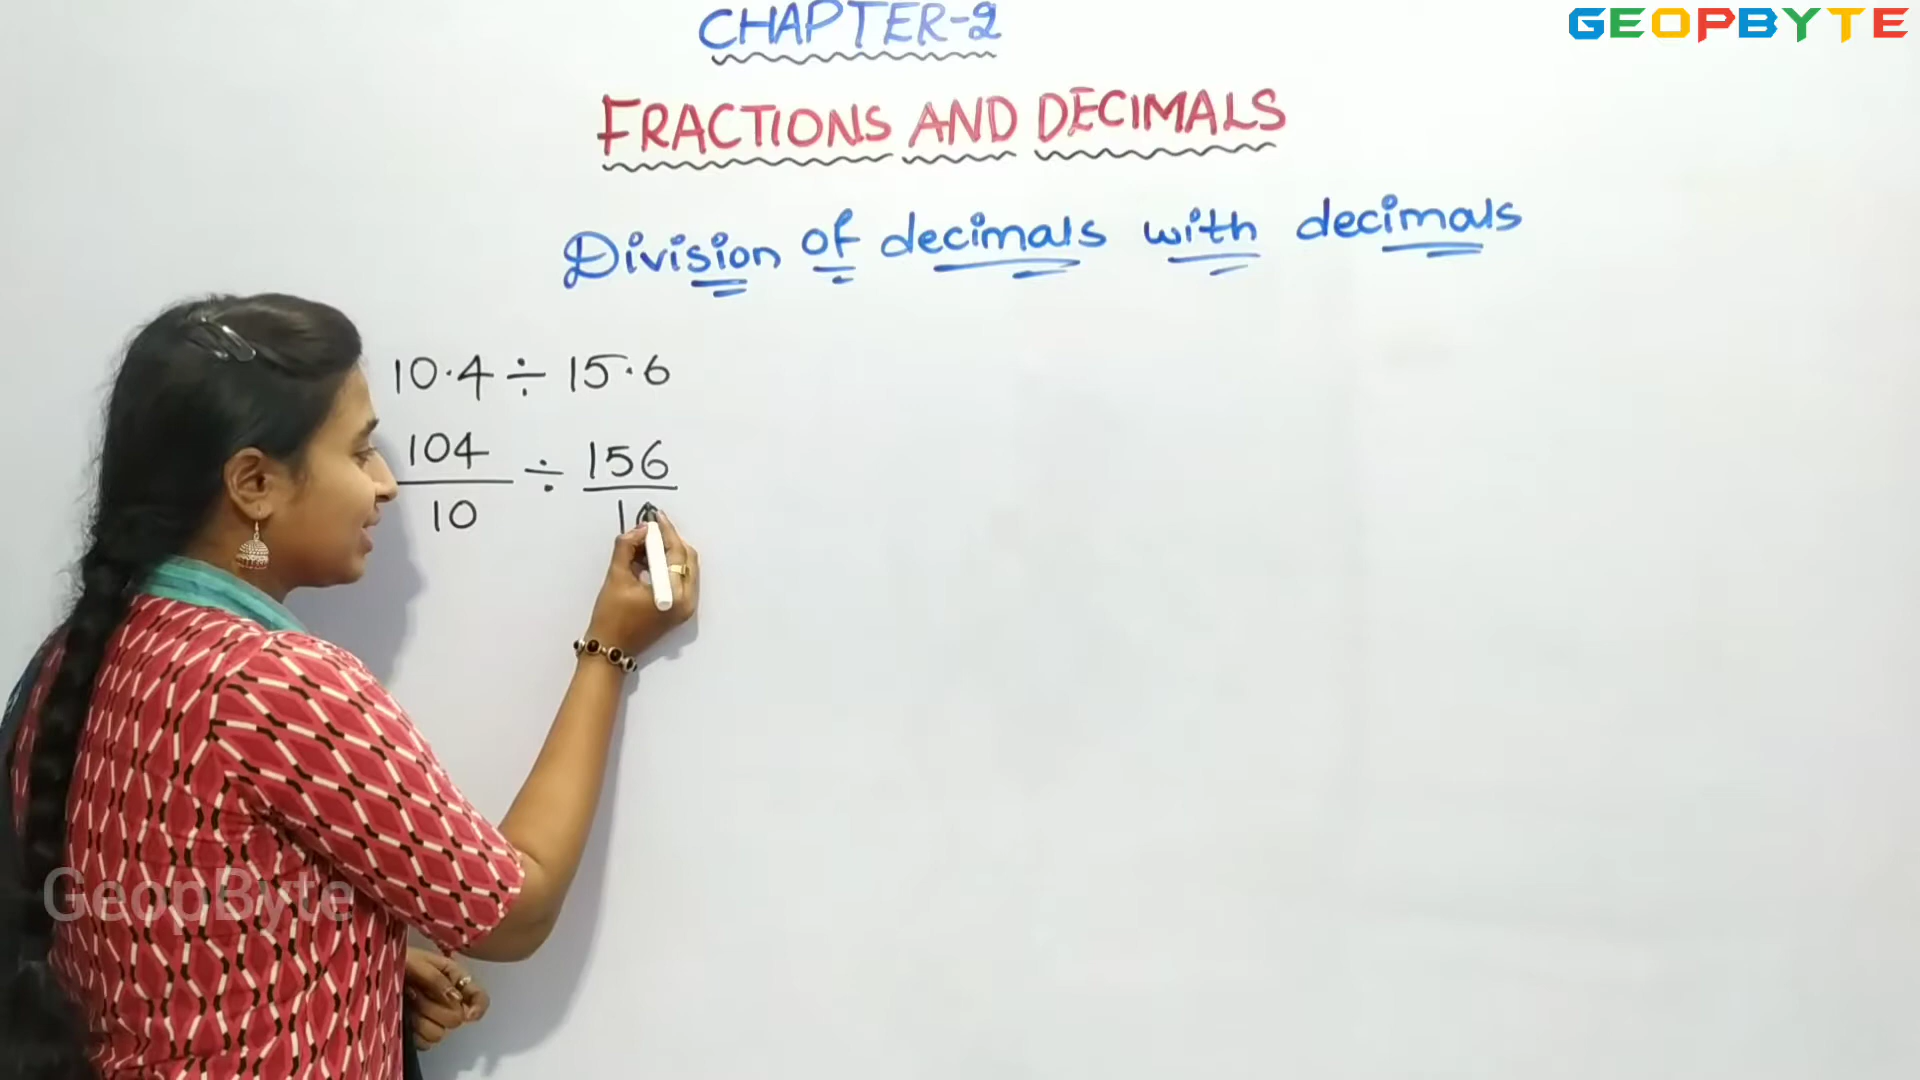 CHAPTER-2
GEOPBYTE
FRACTIONS AND DECIMALS
Division of decimals with decimals
10.4 ÷ 15.6
104/10 ÷ 156/10
GeopByte